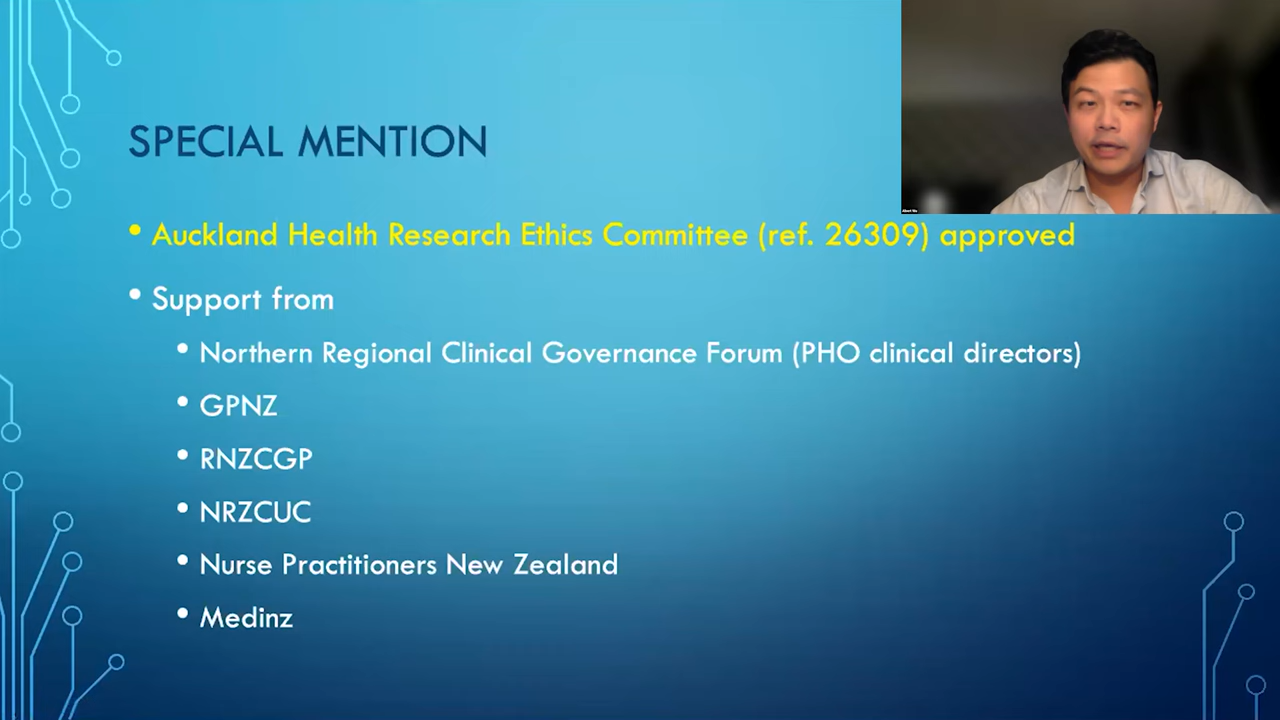 SPECIAL MENTION
• Auckland Health Research Ethics Committee (ref. 26309) approved
• Support from
• Northern Regional Clinical Governance Forum (PHO clinical directors)
• GPNZ
• RNZCGP
• NRZCUC
• Nurse Practitioners New Zealand
• Medinz